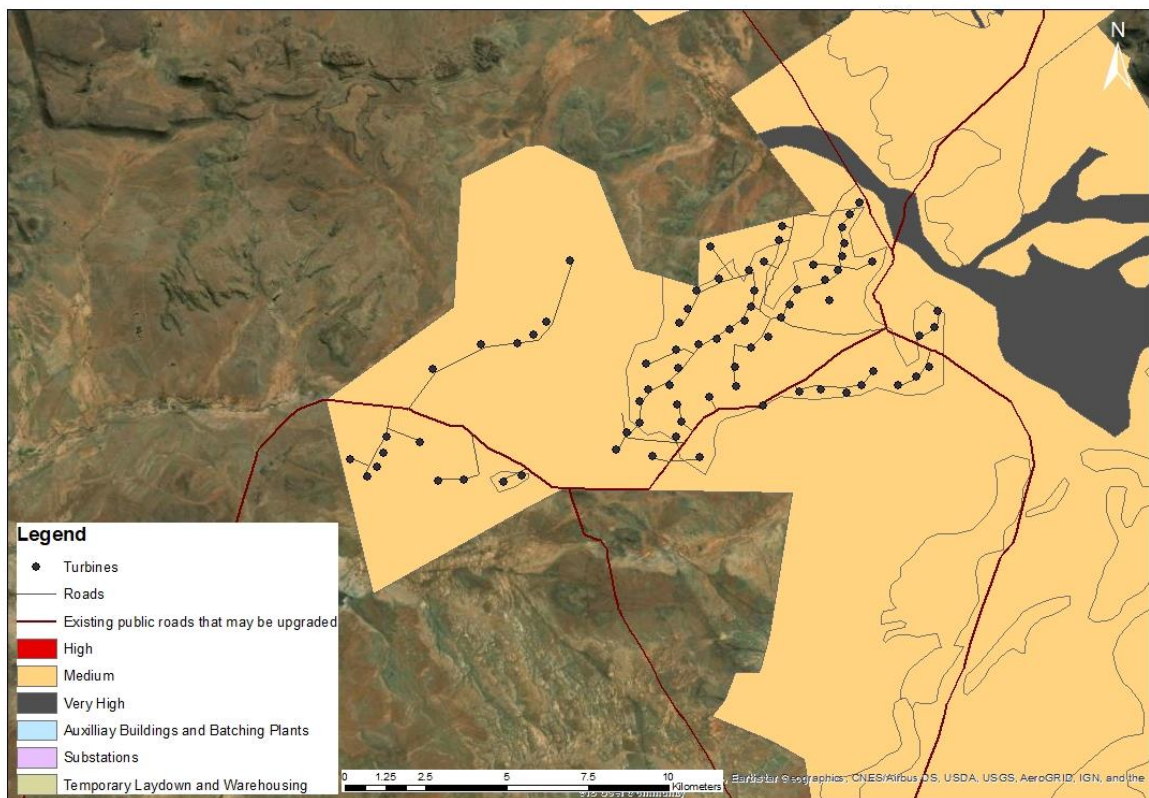 N
Legend
Turbines
Roads
Existing public roads that may be upgraded
High
Medium
Very High
Auxilliay Buildings and Batching Plants
Substations
Temporary Laydown and Warehousing
0 1.25 2.5 5 7.5 10
Kilometers
, Earthstar Geographics, CNES/Airbus DS, USDA, USGS, AeroGRID, IGN, and the